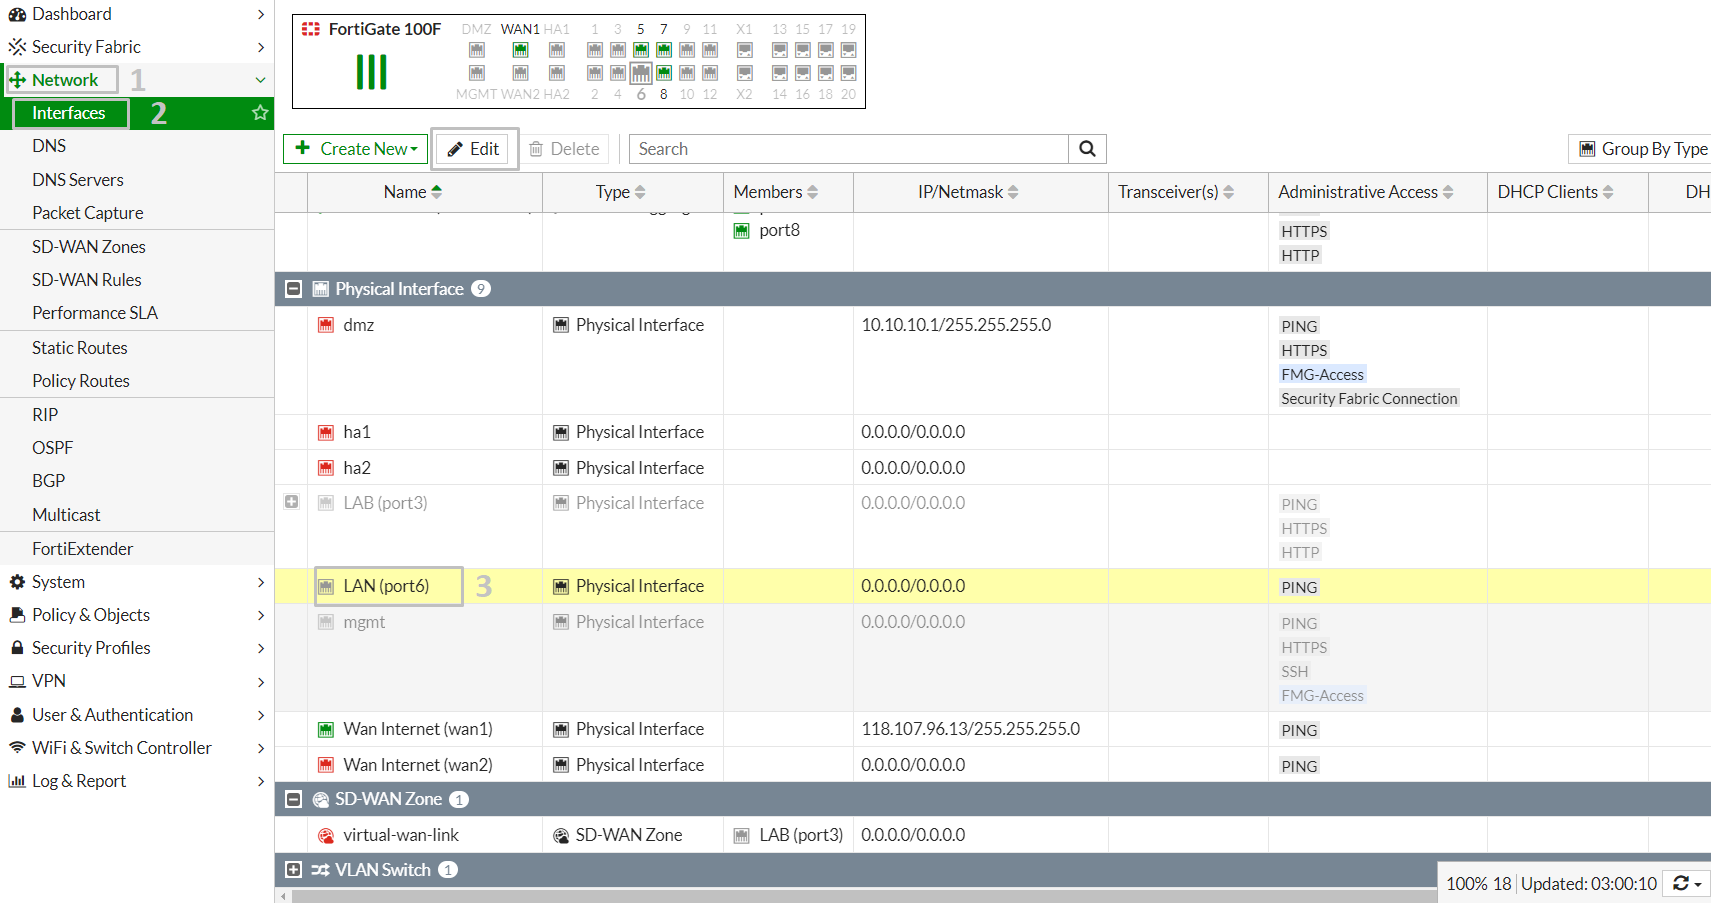 Dashboard
Security Fabric
Network 1
Interfaces 2
DNS
DNS Servers
Packet Capture
SD-WAN Zones
SD-WAN Rules
Performance SLA
Static Routes
Policy Routes
RIP
OSPF
BGP
Multicast
FortiExtender
System
Policy & Objects
Security Profiles
VPN
User & Authentication
WiFi & Switch Controller
Log & Report
FortiGate 100F
DMZ WAN1 HA1 1 3 5 7 9 11 X1 13 15 17 19
MGMT WAN2 HA2 2 4 6 8 10 12 X2 14 16 18 20
Create New Edit Delete Search Group By Type
Name Type Members IP/Netmask Transceiver(s) Administrative Access DHCP Clients DH
port8 HTTPS
HTTP
Physical Interface 9
dmz Physical Interface 10.10.10.1/255.255.255.0 PING
HTTPS
FMG-Access
Security Fabric Connection
ha1 Physical Interface 0.0.0.0/0.0.0.0
ha2 Physical Interface 0.0.0.0/0.0.0.0
LAB (port3) Physical Interface 0.0.0.0/0.0.0.0 PING
HTTPS
HTTP
LAN (port6) 3 Physical Interface 0.0.0.0/0.0.0.0 PING
mgmt Physical Interface 0.0.0.0/0.0.0.0 PING
HTTPS
SSH
FMG-Access
Wan Internet (wan1) Physical Interface 118.107.96.13/255.255.255.0 PING
Wan Internet (wan2) Physical Interface 0.0.0.0/0.0.0.0 PING
SD-WAN Zone 1
virtual-wan-link SD-WAN Zone LAB (port3) 0.0.0.0/0.0.0.0
VLAN Switch 1
100% 18 Updated: 03:00:10